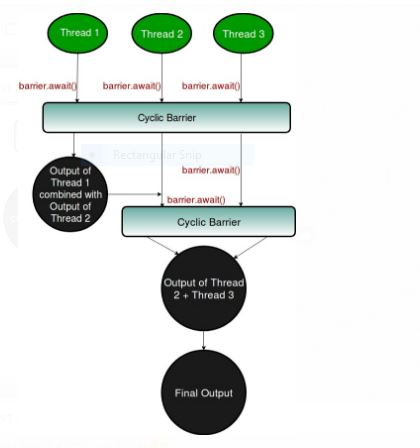 Thread 1
Thread 2
Thread 3
barrier.await()
barrier.await()
barrier.await()
Cyclic Barrier
Rectangular Snip
Output of
Thread 1
combined with
Output of
Thread 2
barrier.await()
barrier.await()
Cyclic Barrier
Output of Thread
2 + Thread 3
Final Output